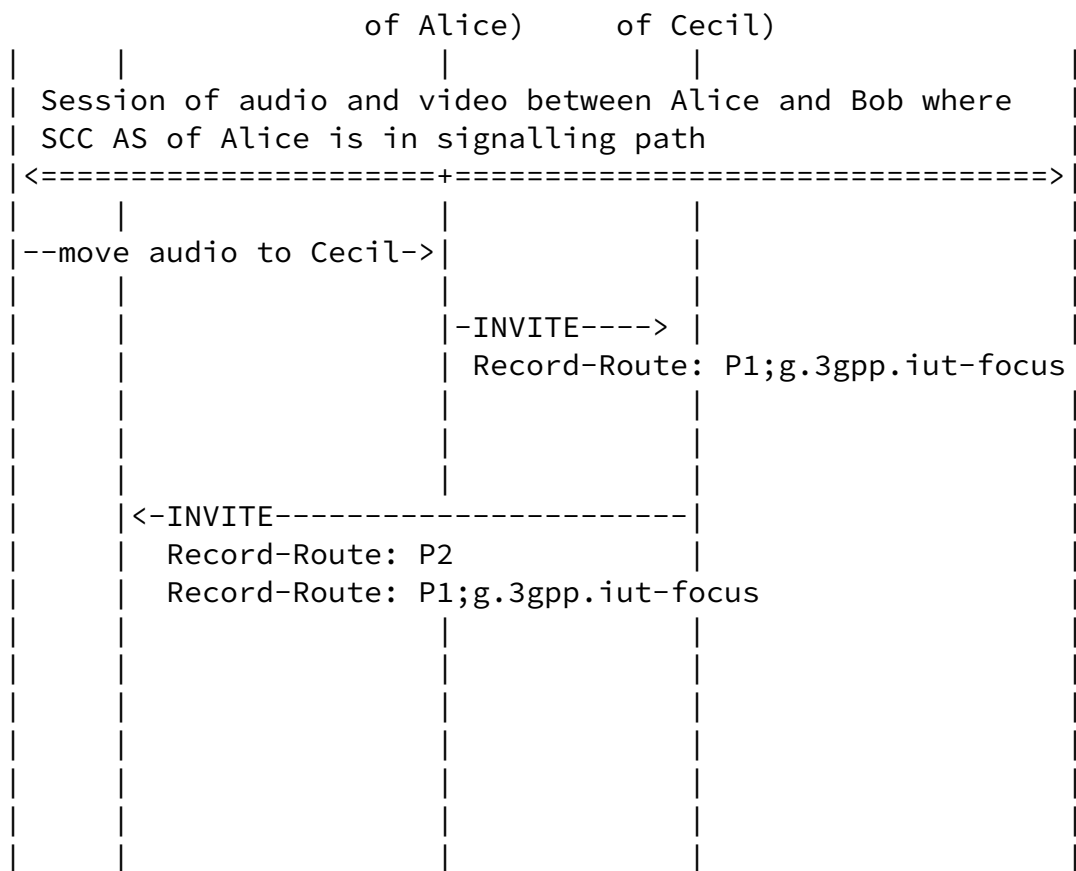 of Alice)     of Cecil)
|     |                 |             |                    |
| Session of audio and video between Alice and Bob where   |
| SCC AS of Alice is in signalling path                    |
|<======================+=================================>|
|     |                 |             |                    |
|--move audio to Cecil->|             |                    |
|     |                 |             |                    |
|     |                 |-INVITE----> |                    |
|     |                 | Record-Route: P1;g.3gpp.iut-focus
|     |                 |             |                    |
|     |                 |             |                    |
|     |                 |             |                    |
|     |<-INVITE-----------------------|                    |
|     |  Record-Route: P2             |                    |
|     |  Record-Route: P1;g.3gpp.iut-focus                 |
|     |                 |             |                    |
|     |                 |             |                    |
|     |                 |             |                    |
|     |                 |             |                    |
|     |                 |             |                    |
|     |                 |             |                    |
|     |                 |             |                    |